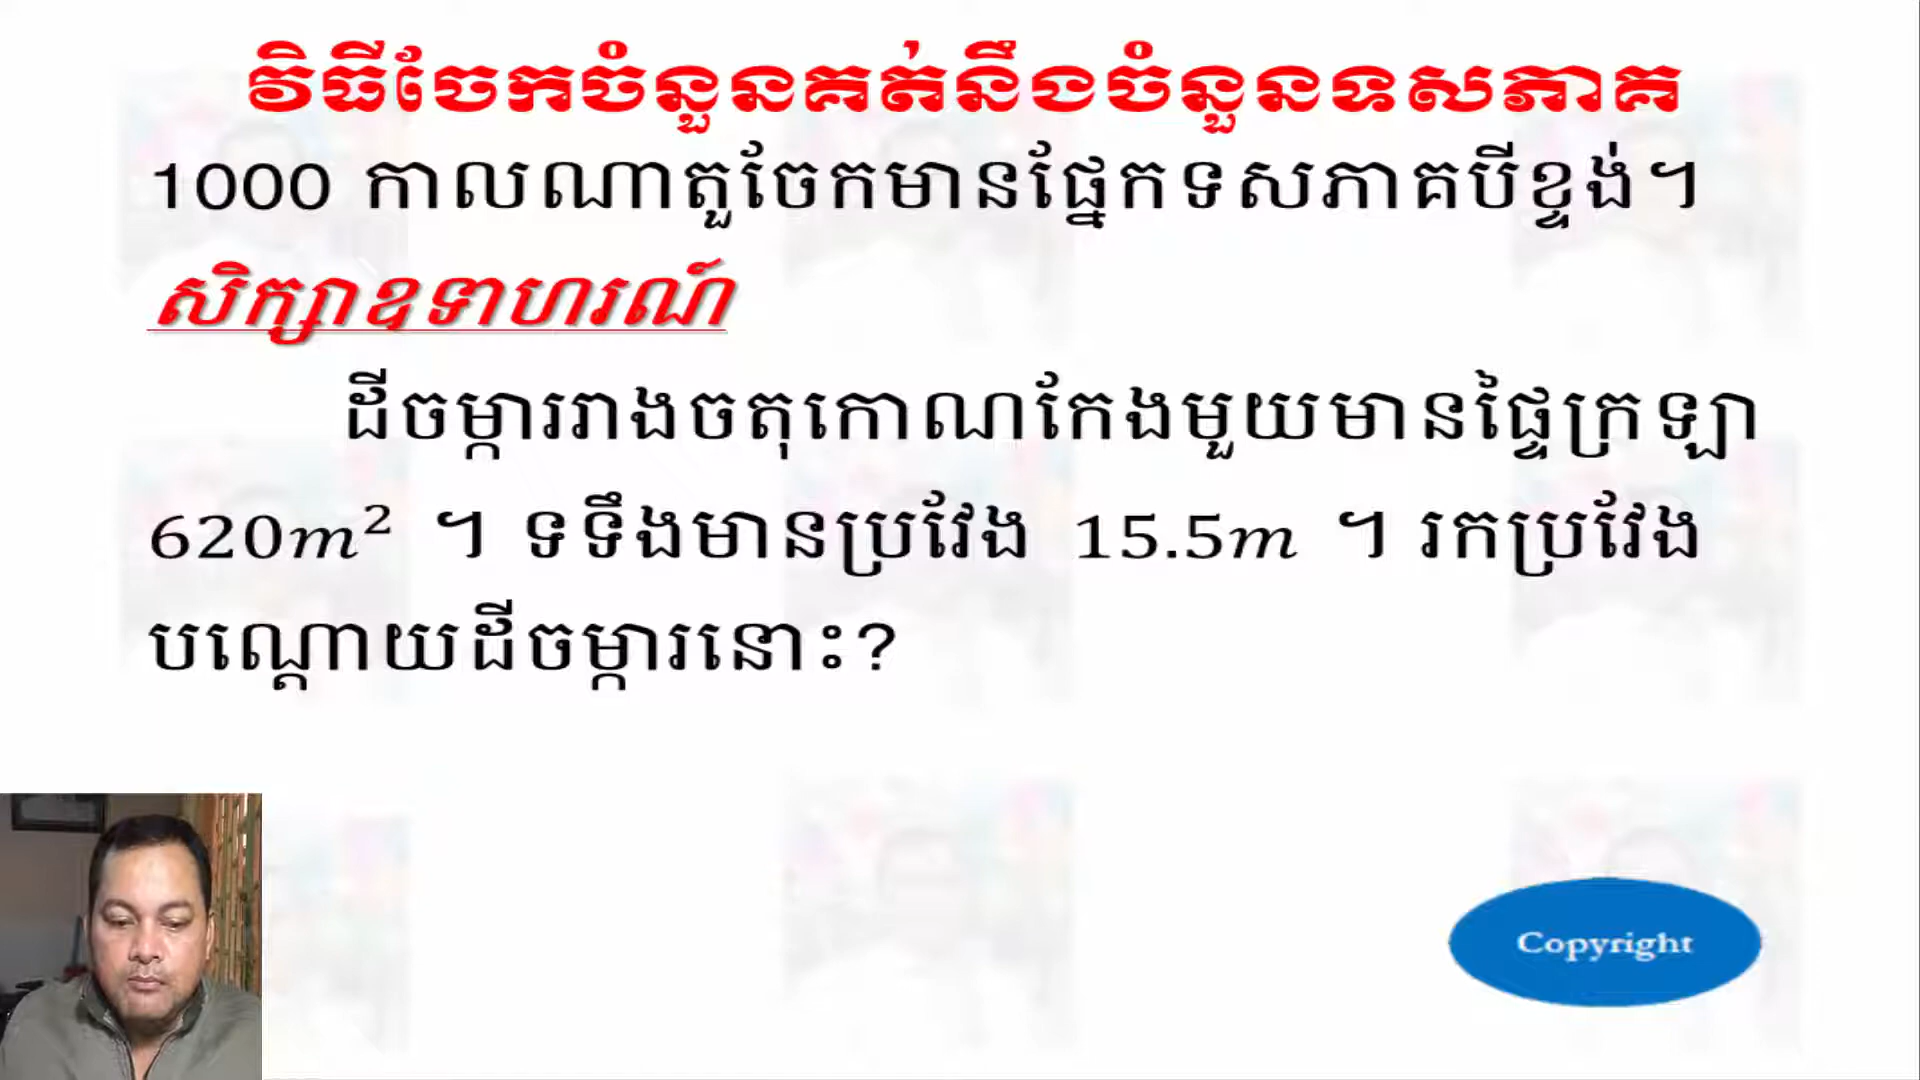 វិធីចែកចំនួនគត់នឹងចំនួនទសភាគ
1000 កាលណាតួចែកមានផ្នែកទសភាគបីខ្ទង់។
សិក្សាឧទាហរណ៍
ដីចម្ការរាងចតុកោណកែងមួយមានផ្ទៃក្រឡា
620m² ។ ទទឹងមានប្រវែង 15.5m ។ រកប្រវែង
បណ្ដោយដីចម្ការនោះ?
Copyright